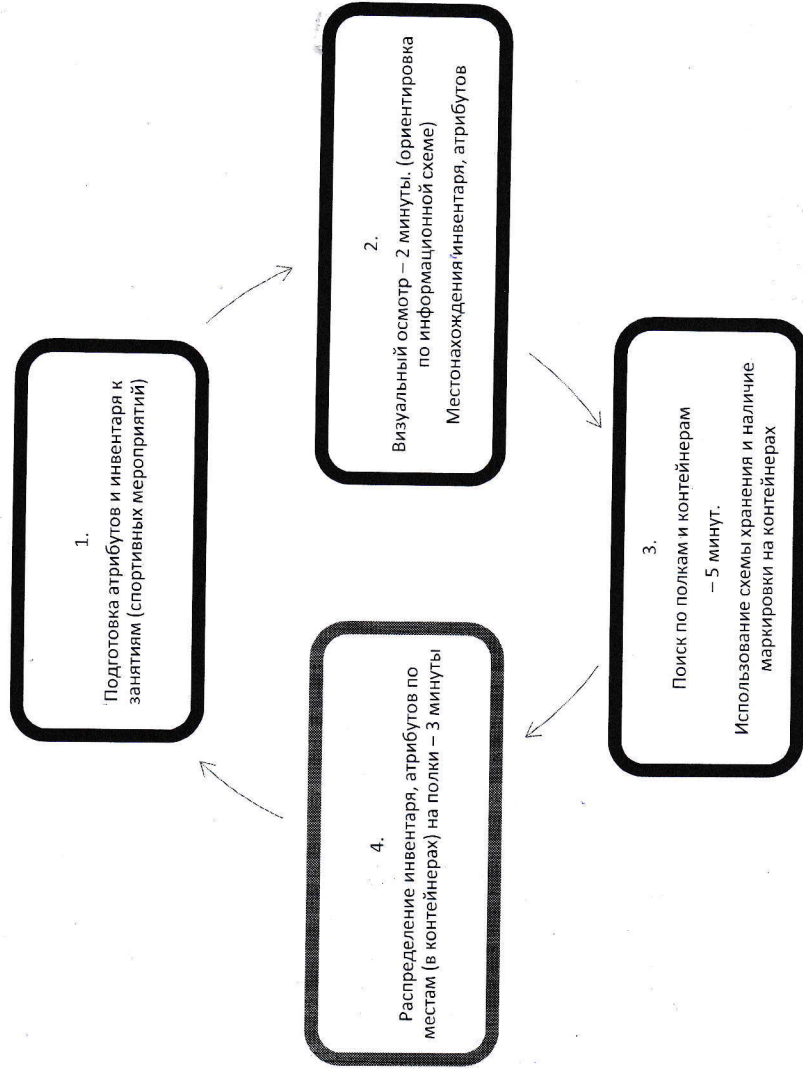 1.
Подготовка атрибутов и инвентаря к
занятиям (спортивных мероприятий)
2.
Визуальный осмотр – 2 минуты. (ориентировка
по информационной схеме)
Местонахождения инвентаря, атрибутов
3.
Поиск по полкам и контейнерам
– 5 минут.
Использование схемы хранения и наличие
маркировки на контейнерах
4.
Распределение инвентаря, атрибутов по
местам (в контейнерах) на полки – 3 минуты